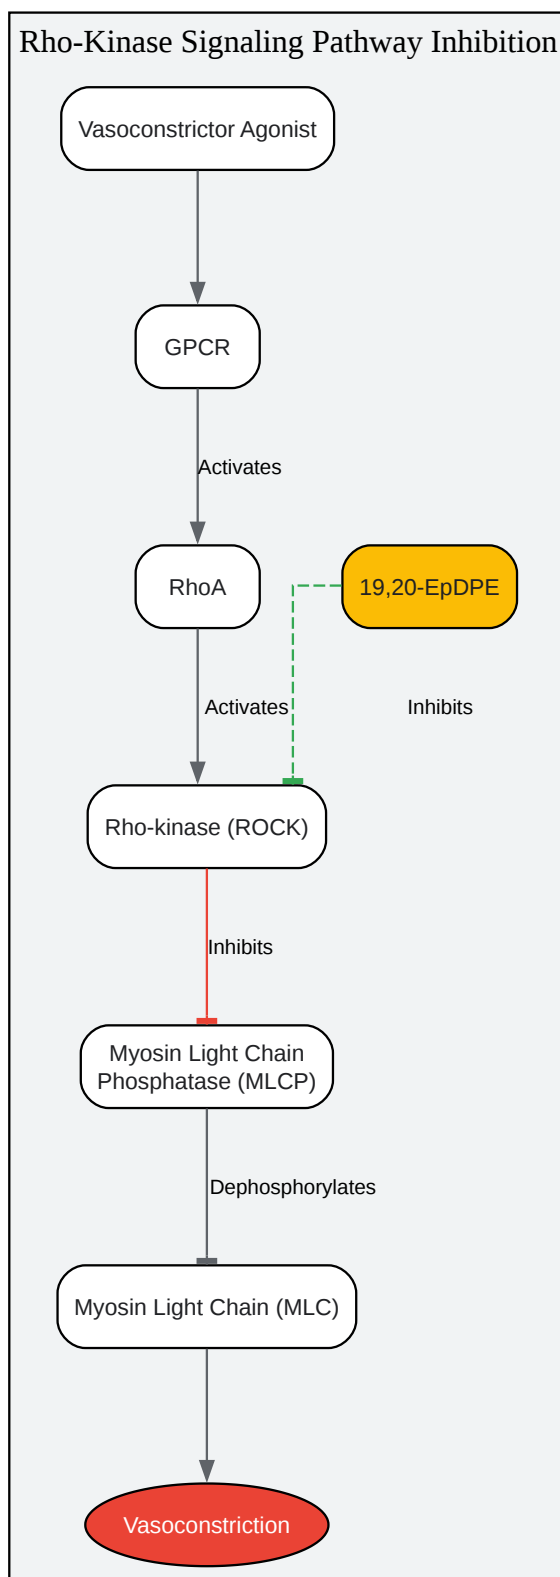 Rho-Kinase Signaling Pathway Inhibition
Vasoconstrictor Agonist
GPCR
Activates
RhoA
19,20-EpDPE
Activates
Inhibits
Rho-kinase (ROCK)
Inhibits
Myosin Light Chain
Phosphatase (MLCP)
Dephosphorylates
Myosin Light Chain (MLC)
Vasoconstriction